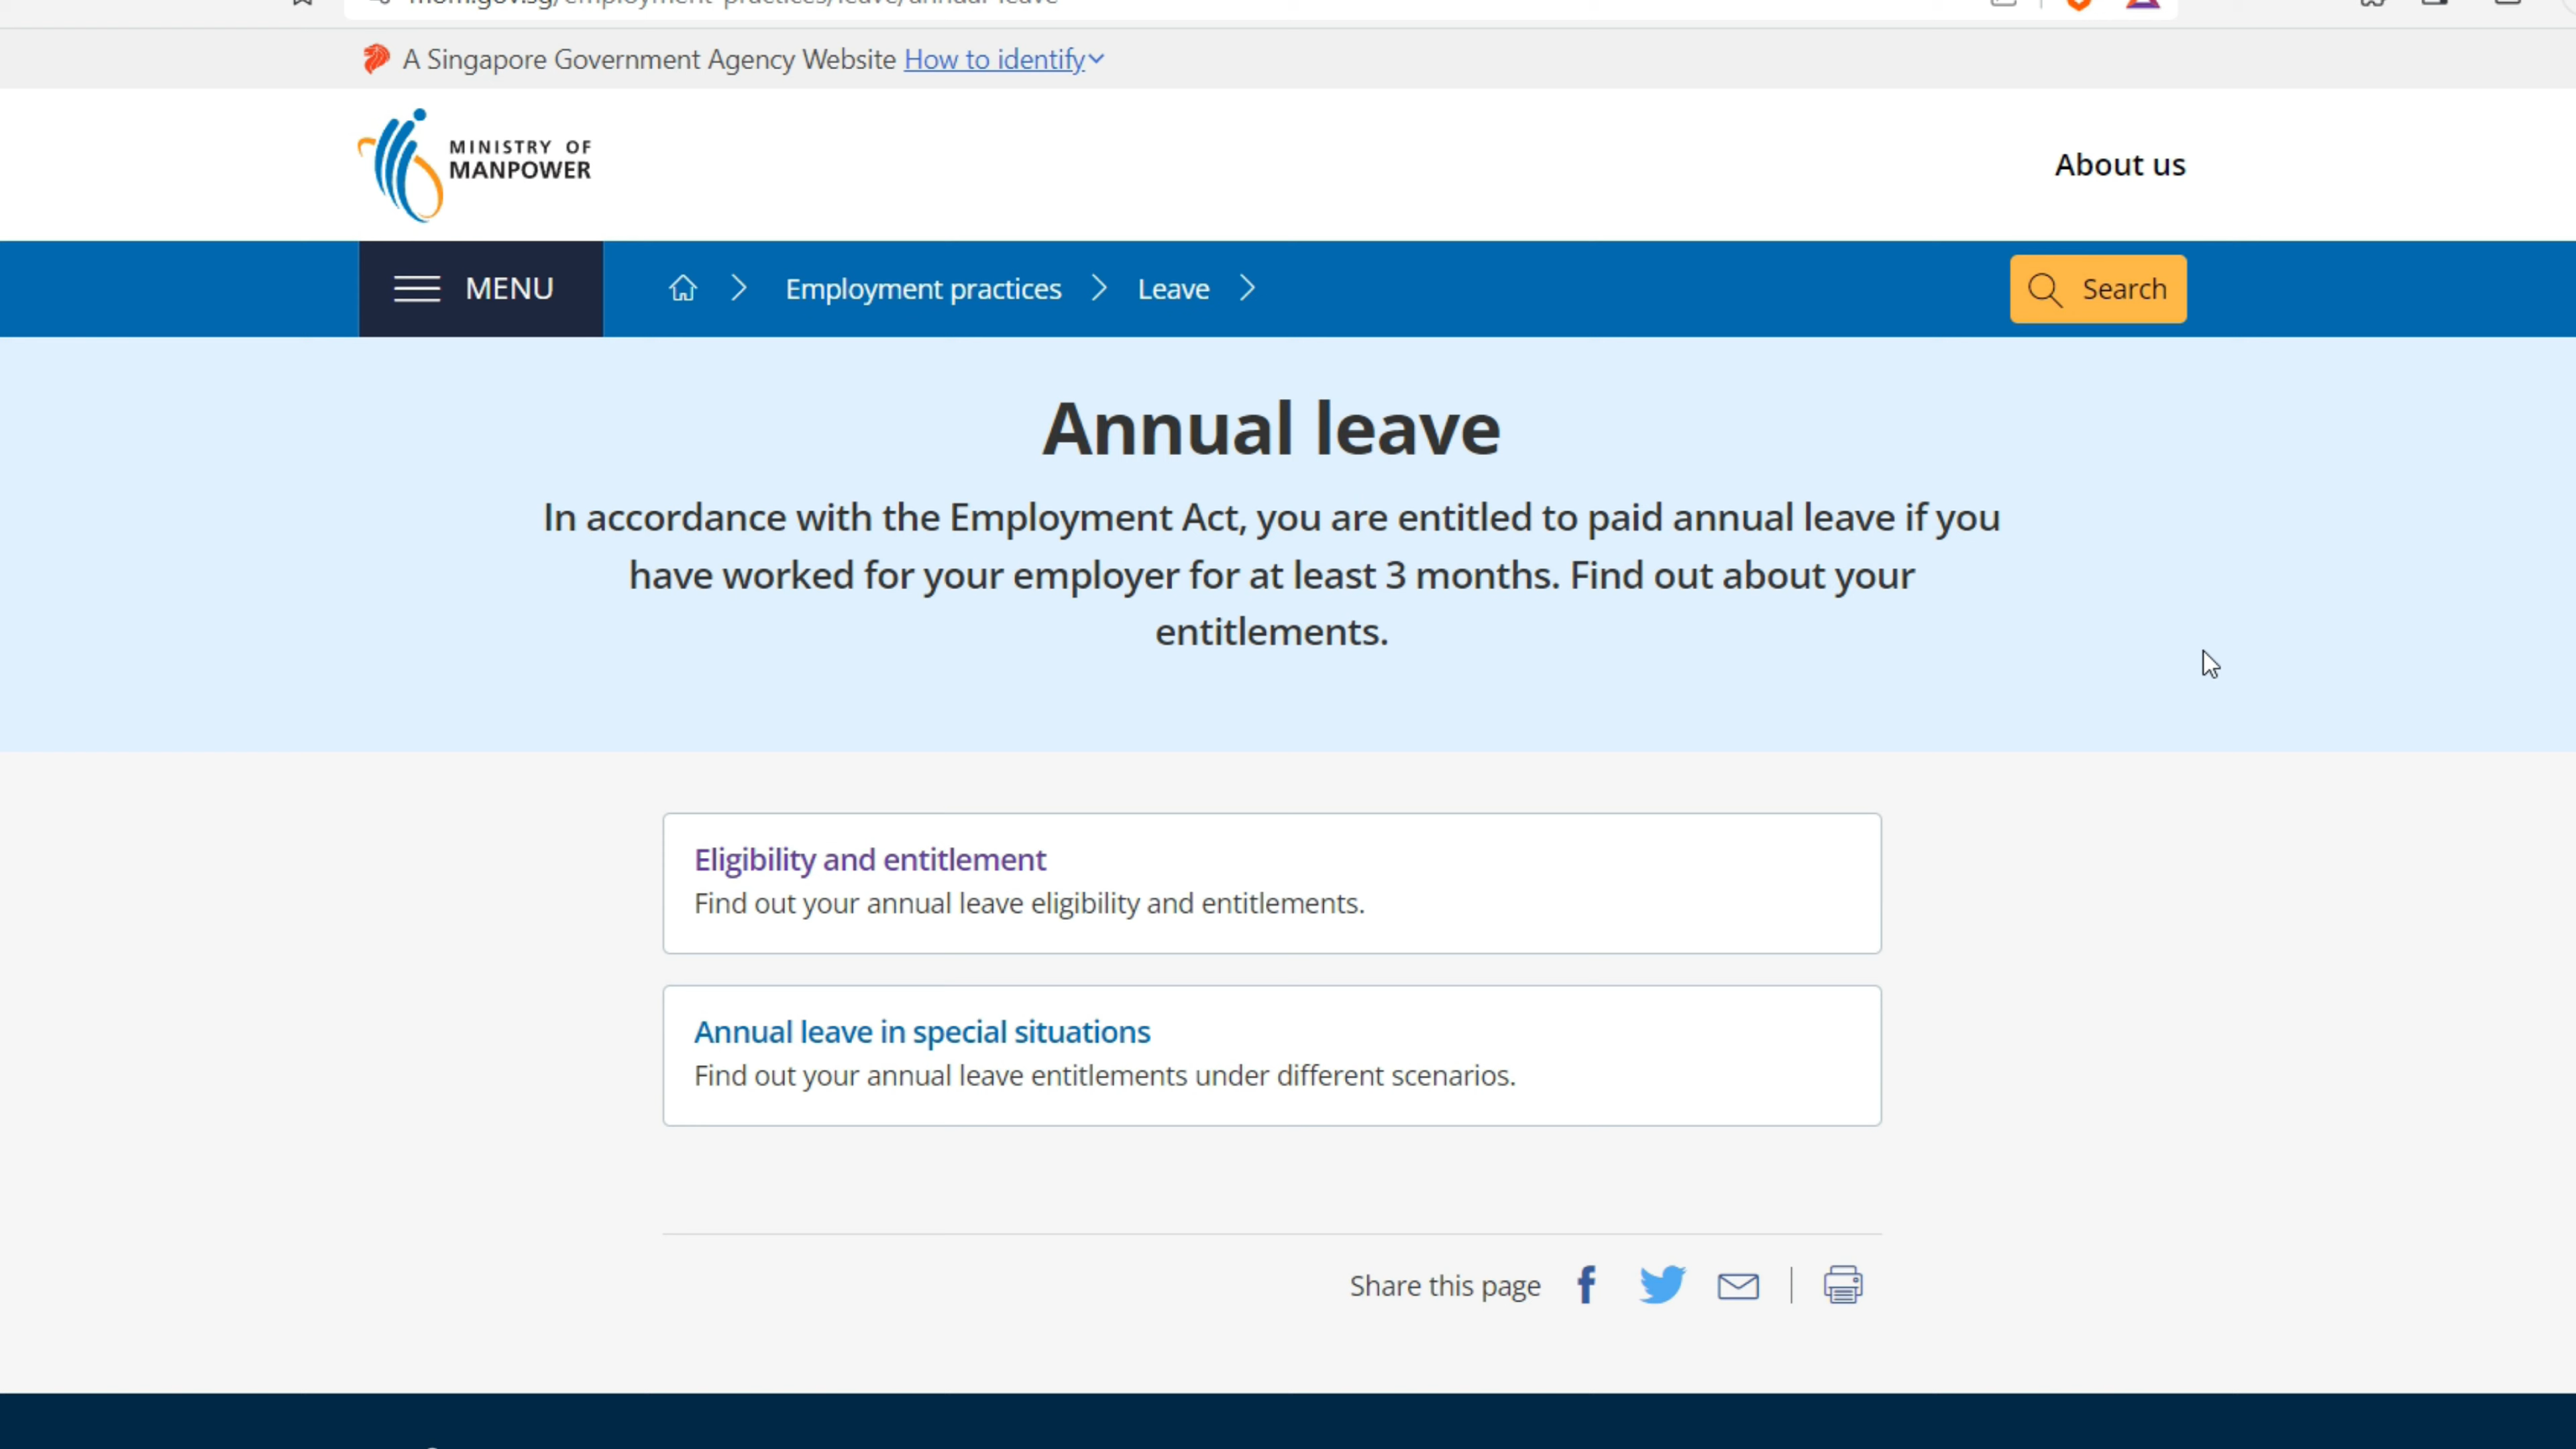 A Singapore Government Agency Website How to identify
MINISTRY OF
MANPOWER
About us
MENU
Employment practices
Leave
Search
Annual leave
In accordance with the Employment Act, you are entitled to paid annual leave if you
have worked for your employer for at least 3 months. Find out about your
entitlements.
Eligibility and entitlement
Find out your annual leave eligibility and entitlements.
Annual leave in special situations
Find out your annual leave entitlements under different scenarios.
Share this page